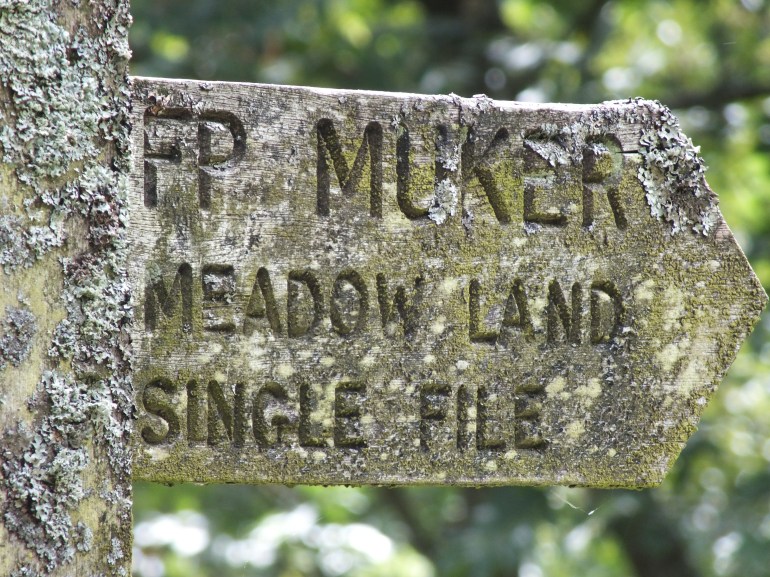 FP MUKER
MEADOW LAND
SINGLE FILE